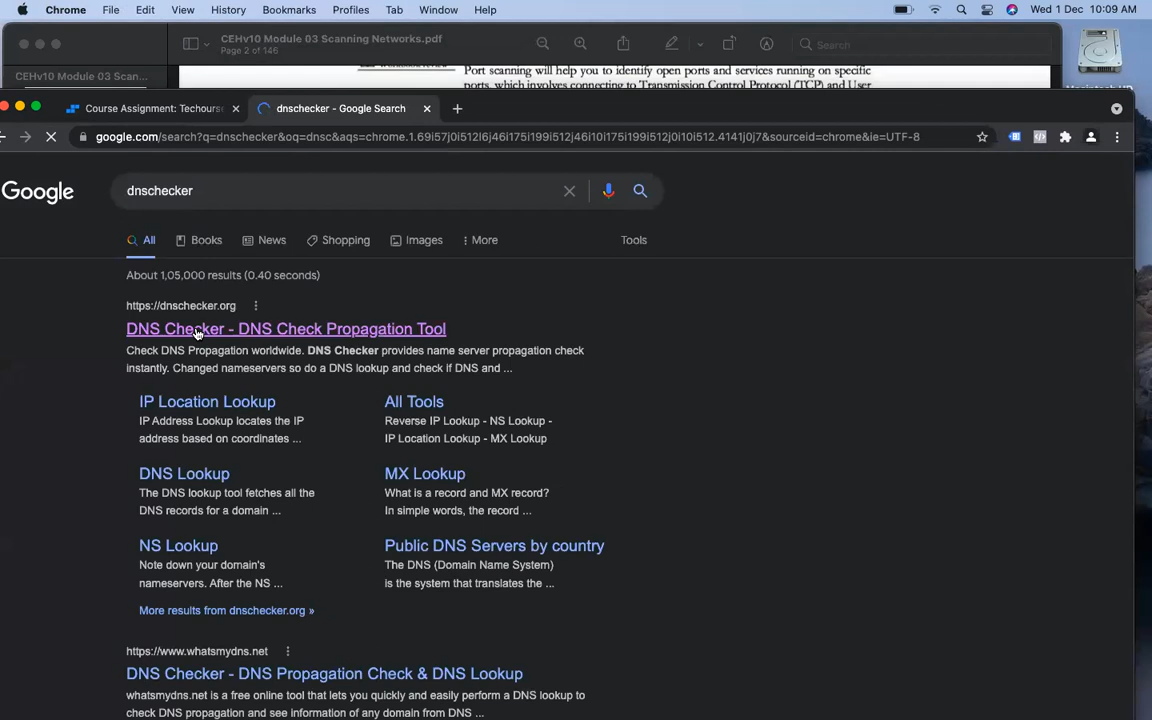 Chrome File Edit View History Bookmarks Profiles Tab Window Help Wed 1 Dec 10:09 AM
CEHv10 Module 03 Scanning Networks.pdf
Page 2 of 146
Search
CEHv10 Module 03 Scan...
Port scanning will help you to identify open ports and services running on specific
ports, which involves connecting to Transmission Control Protocol (TCP) and User
Course Assignment: Techourse
dnschecker - Google Search
google.com/search?q=dnschecker&oq=dnsc&aqs=chrome.1.69i57j0i512l6j46i175i199i512j46i10i175i199i512j0i10i512.4141j0j7&sourceid=chrome&ie=UTF-8
Google
dnschecker
All Books News Shopping Images More Tools
About 1,05,000 results (0.40 seconds)
https://dnschecker.org
DNS Checker - DNS Check Propagation Tool
Check DNS Propagation worldwide. DNS Checker provides name server propagation check
instantly. Changed nameservers so do a DNS lookup and check if DNS and ...
IP Location Lookup
IP Address Lookup locates the IP
address based on coordinates ...
All Tools
Reverse IP Lookup - NS Lookup -
IP Location Lookup - MX Lookup
DNS Lookup
The DNS lookup tool fetches all the
DNS records for a domain ...
MX Lookup
What is a record and MX record?
In simple words, the record ...
NS Lookup
Note down your domain's
nameservers. After the NS ...
Public DNS Servers by country
The DNS (Domain Name System)
is the system that translates the ...
More results from dnschecker.org »
https://www.whatsmydns.net
DNS Checker - DNS Propagation Check & DNS Lookup
whatsmydns.net is a free online tool that lets you quickly and easily perform a DNS lookup to
check DNS propagation and see information of any domain from DNS ...